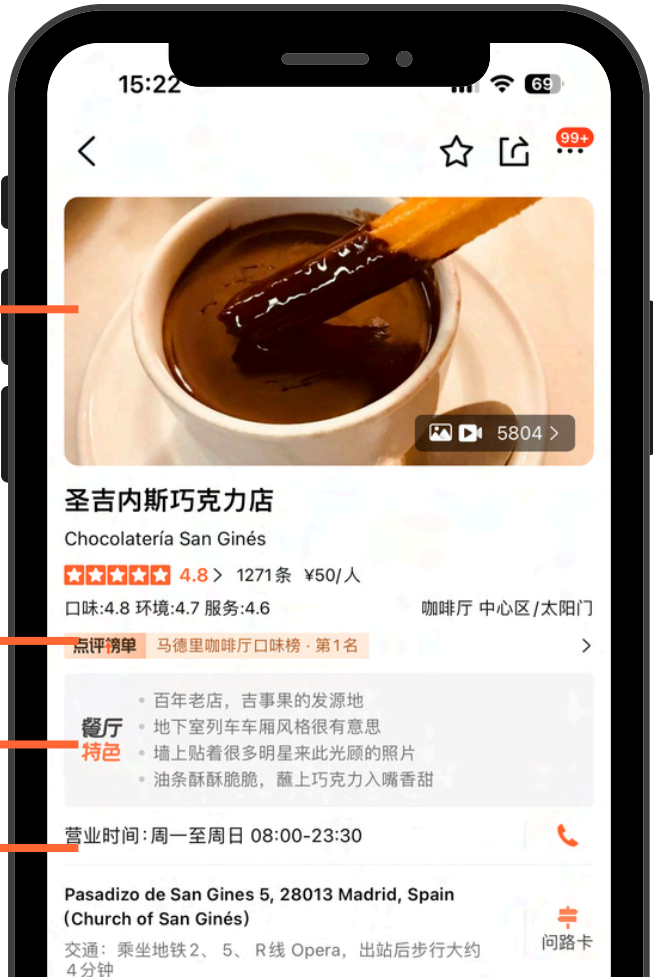 15:22
69
99+
5804
圣吉内斯巧克力店
Chocolatería San Ginés
4.8 1271条 ¥50/人
口味:4.8 环境:4.7 服务:4.6 咖啡厅 中心区/太阳门
点评榜单 马德里咖啡厅口味榜 · 第1名
餐厅
特色
• 百年老店，吉事果的发源地
• 地下室列车车厢风格很有意思
• 墙上贴着很多明星来此光顾的照片
• 油条酥酥脆脆，蘸上巧克力入嘴香甜
营业时间:周一至周日 08:00-23:30
Pasadizo de San Gines 5, 28013 Madrid, Spain
(Church of San Ginés)
问路卡
交通：乘坐地铁2、5、R线 Opera，出站后步行大约
4分钟